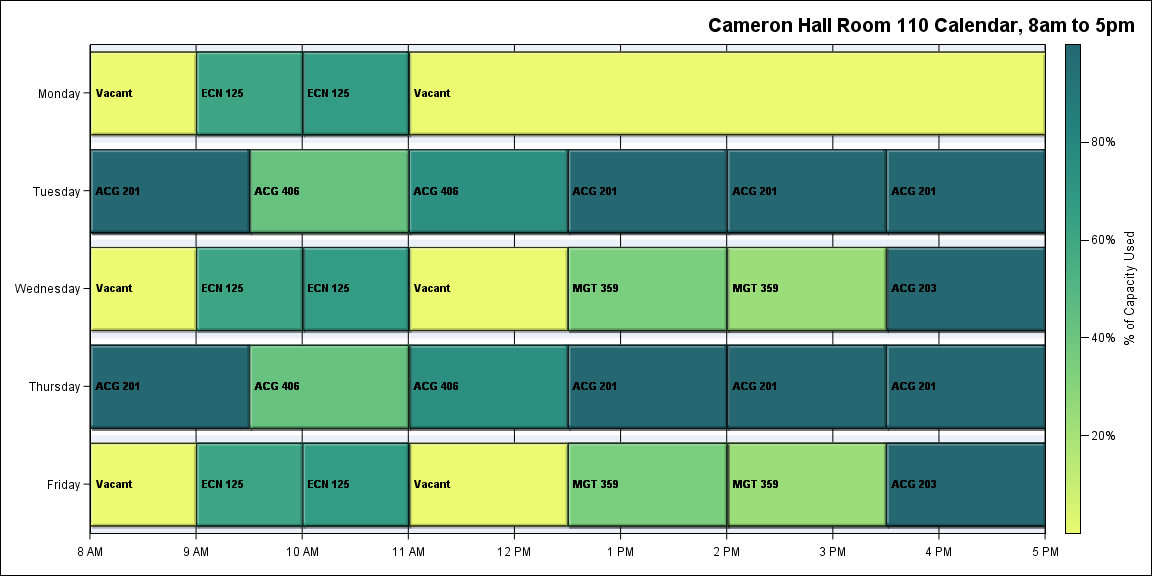 Cameron Hall Room 110 Calendar, 8am to 5pm
Monday
Vacant
ECN 125
ECN 125
Vacant
Tuesday
ACG 201
ACG 406
ACG 406
ACG 201
ACG 201
ACG 201
Wednesday
Vacant
ECN 125
ECN 125
Vacant
MGT 359
MGT 359
ACG 203
Thursday
ACG 201
ACG 406
ACG 406
ACG 201
ACG 201
ACG 201
Friday
Vacant
ECN 125
ECN 125
Vacant
MGT 359
MGT 359
ACG 203
8 AM
9 AM
10 AM
11 AM
12 PM
1 PM
2 PM
3 PM
4 PM
5 PM
80%
60%
40%
20%
% of Capacity Used